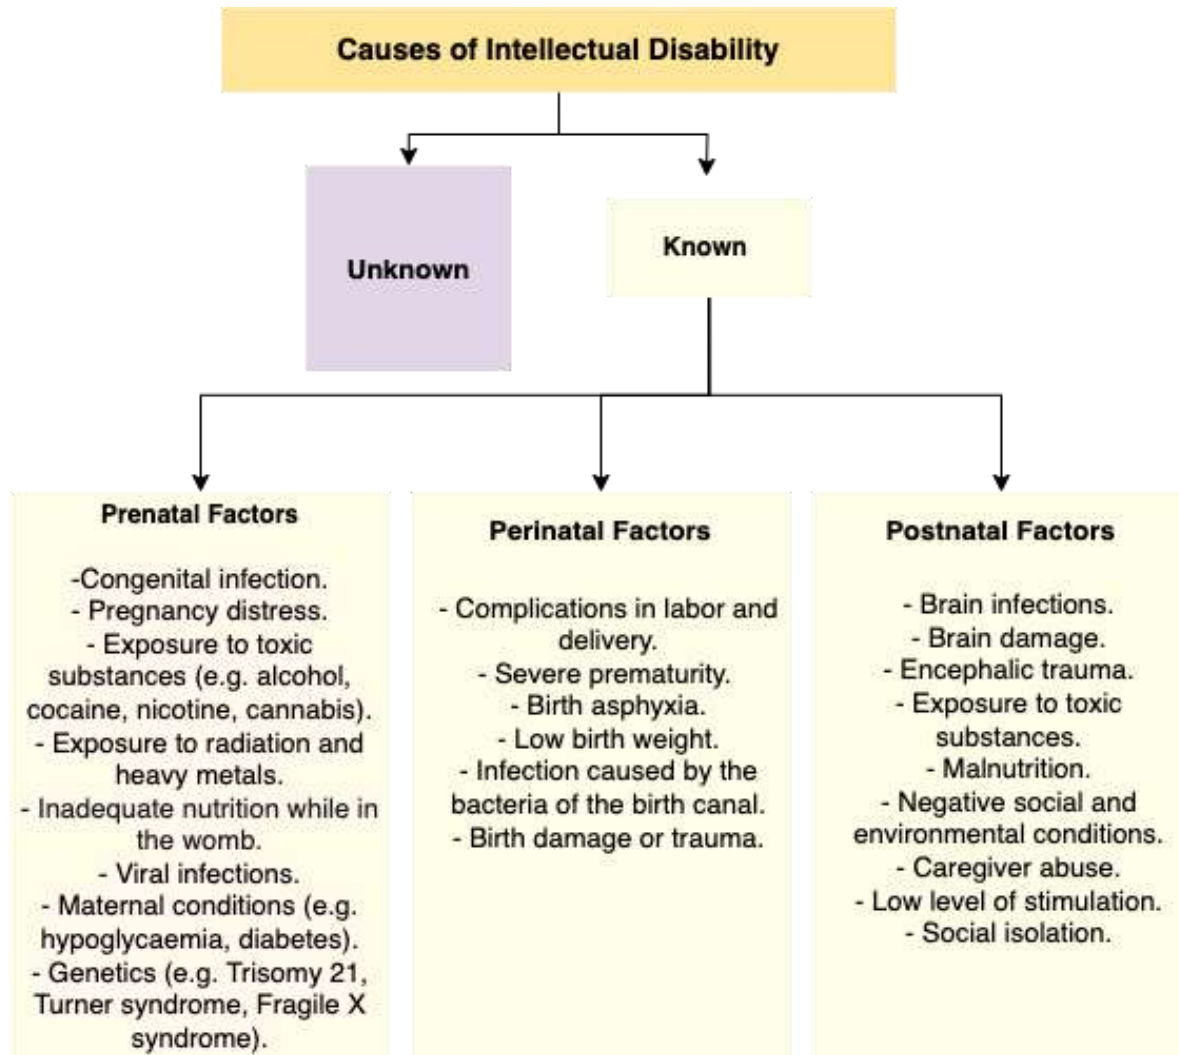 Causes of Intellectual Disability
Unknown
Known
Prenatal Factors
-Congenital infection.
- Pregnancy distress.
- Exposure to toxic
substances (e.g. alcohol,
cocaine, nicotine, cannabis).
- Exposure to radiation and
heavy metals.
- Inadequate nutrition while in
the womb.
- Viral infections.
- Maternal conditions (e.g.
hypoglycaemia, diabetes).
- Genetics (e.g. Trisomy 21,
Turner syndrome, Fragile X
syndrome).
Perinatal Factors
- Complications in labor and
delivery.
- Severe prematurity.
- Birth asphyxia.
- Low birth weight.
- Infection caused by the
bacteria of the birth canal.
- Birth damage or trauma.
Postnatal Factors
- Brain infections.
- Brain damage.
- Encephalic trauma.
- Exposure to toxic
substances.
- Malnutrition.
- Negative social and
environmental conditions.
- Caregiver abuse.
- Low level of stimulation.
- Social isolation.